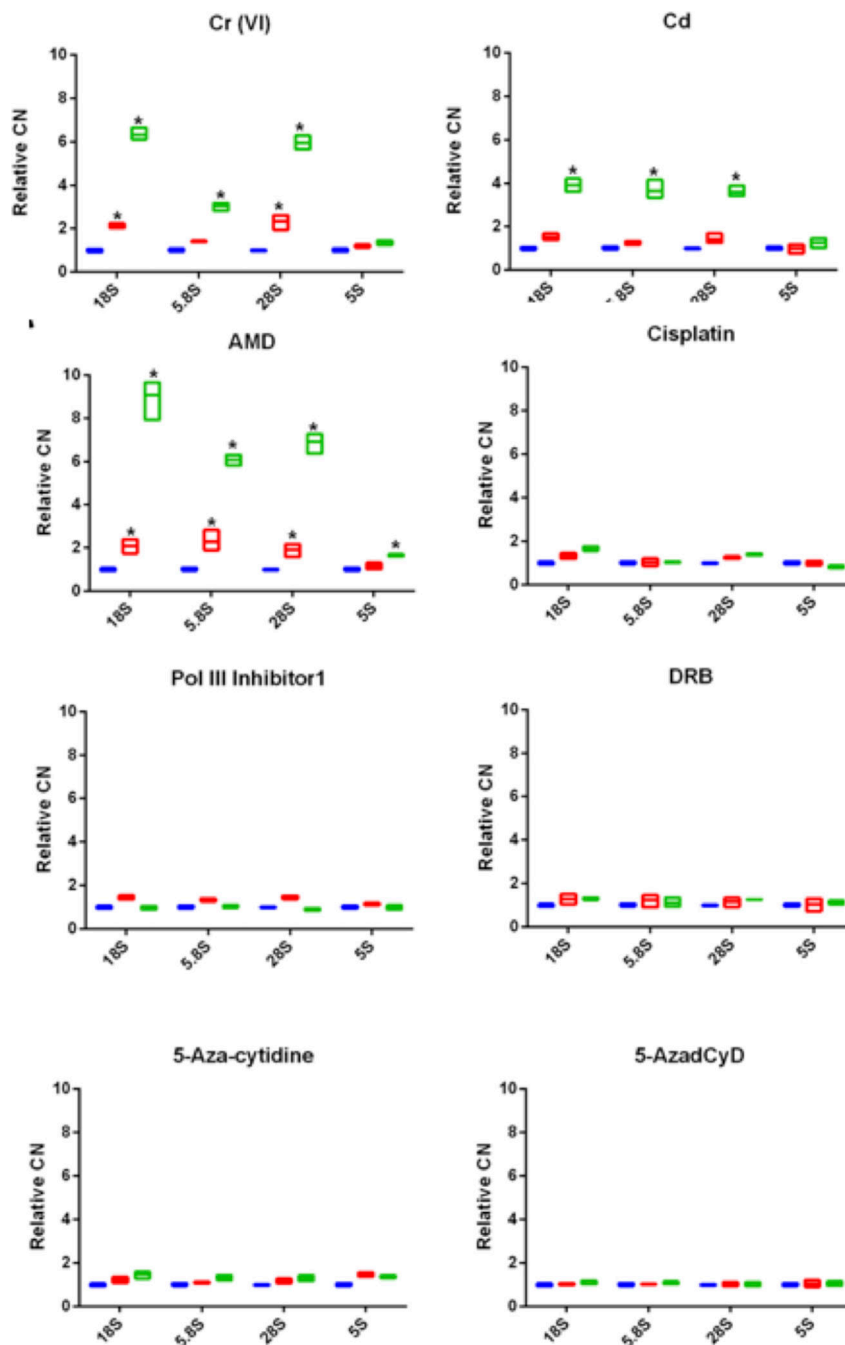 Cr (VI)
Relative CN
10
8
6
4
2
0
*
*
*
*
*
*
18S
5.8S
28S
5S
Cd
Relative CN
10
8
6
4
2
0
*
*
*
18S
5.8S
28S
5S
AMD
Relative CN
10
8
6
4
2
0
*
*
*
*
*
*
*
18S
5.8S
28S
5S
Cisplatin
Relative CN
10
8
6
4
2
0
18S
5.8S
28S
5S
Pol III Inhibitor1
Relative CN
10
8
6
4
2
0
18S
5.8S
28S
5S
DRB
Relative CN
10
8
6
4
2
0
18S
5.8S
28S
5S
5-Aza-cytidine
Relative CN
10
8
6
4
2
0
18S
5.8S
28S
5S
5-AzadCyD
Relative CN
10
8
6
4
2
0
18S
5.8S
28S
5S